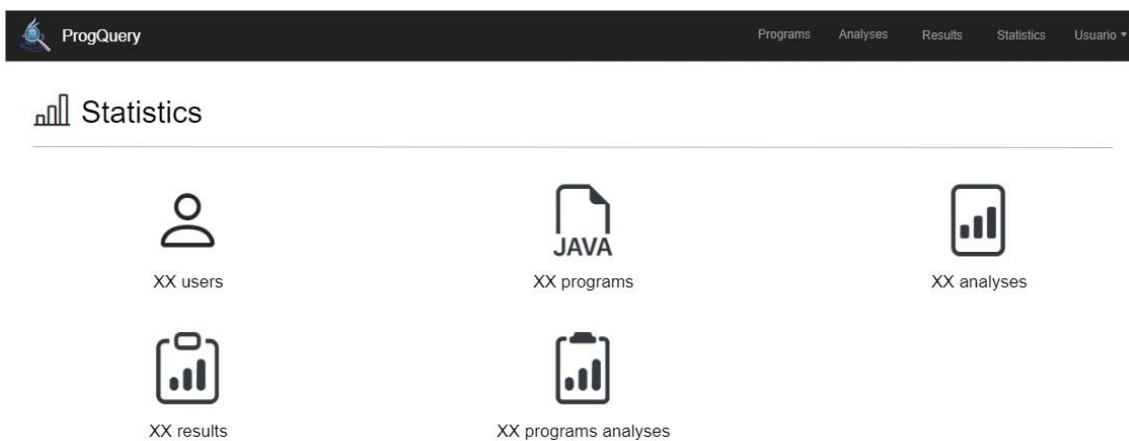 ProgQuery
Programs Analyses Results Statistics Usuario
Statistics
JAVA
XX users XX programs XX analyses
XX results XX programs analyses